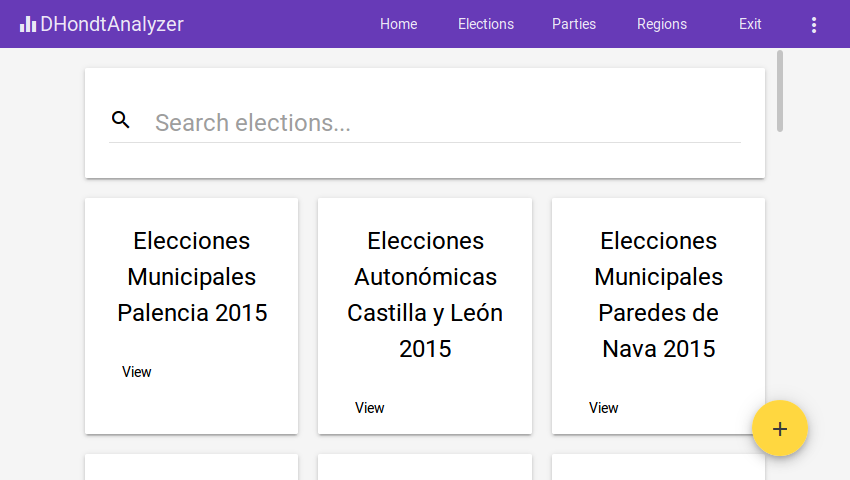 DHondtAnalyzer
Home Elections Parties Regions Exit
Search elections...
Elecciones
Municipales
Palencia 2015
View
Elecciones
Autonómicas
Castilla y León
2015
View
Elecciones
Municipales
Paredes de
Nava 2015
View
+